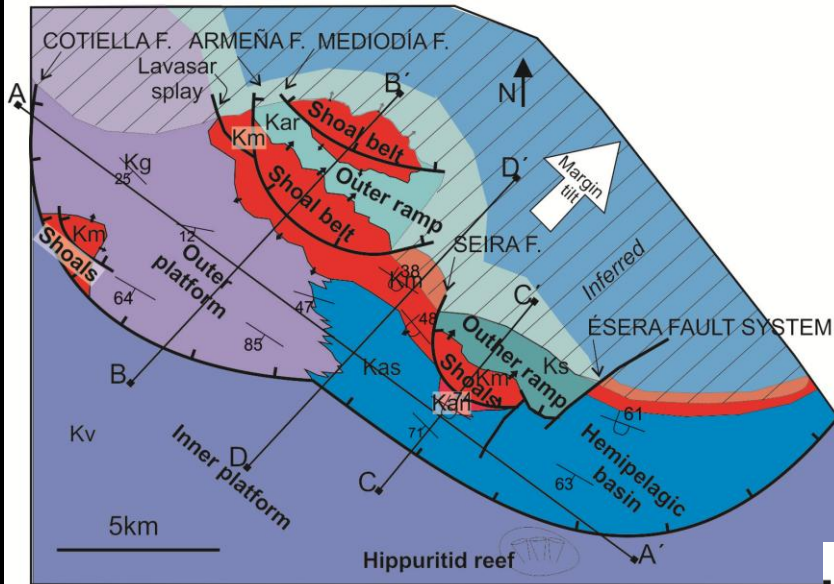 COTIELLA F. ARMEÑA F. MEDIODÍA F.
Lavasar
splay
A
B´
N
Km
Kar
Shoal belt
Margin
tilt
Kg
25
D´
Outer ramp
Shoal belt
SEIRA F.
Km
Shoals
12
Outer
platform
38
Km
Inferred
C´
64
47
48
ÉSERA FAULT SYSTEM
85
Outher ramp
Ks
B
Kas
Shoals
Km
74
61
Kv
71
Hemipelagic
basin
Inner platform
D
C
63
5km
Hippuritid reef
A´